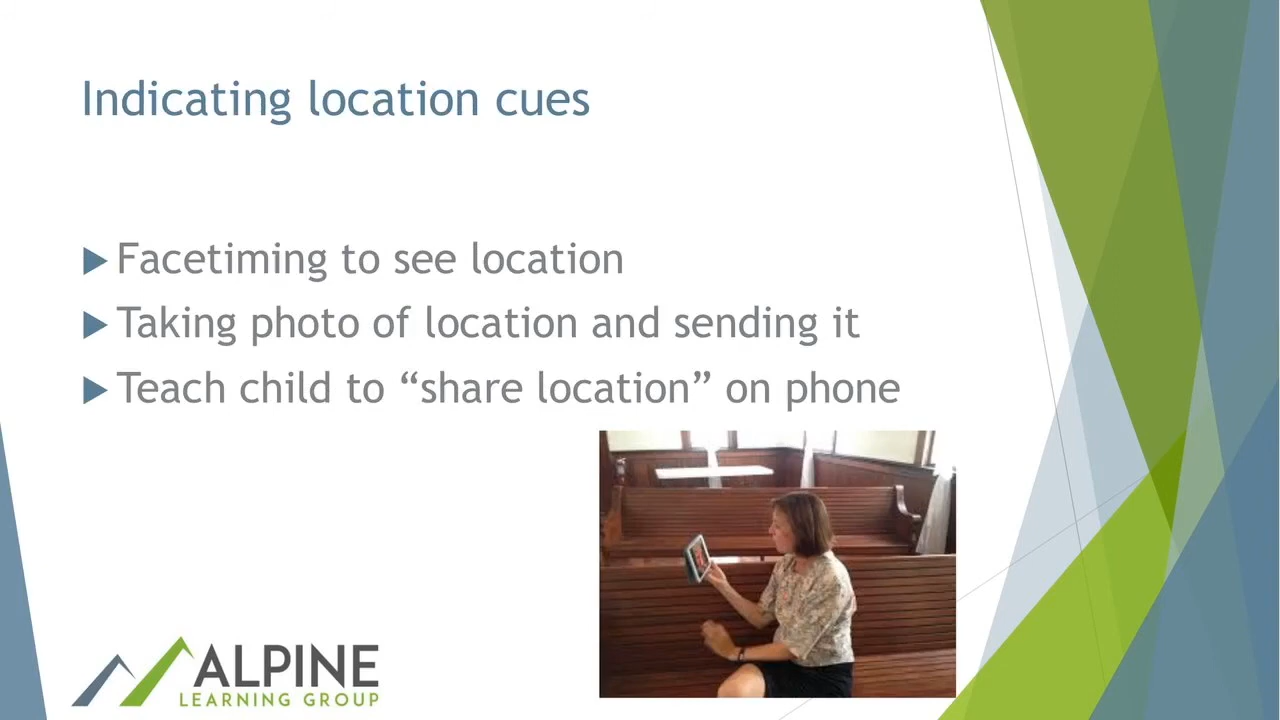 Indicating location cues
Facetiming to see location
Taking photo of location and sending it
Teach child to “share location” on phone
ALPINE
LEARNING GROUP